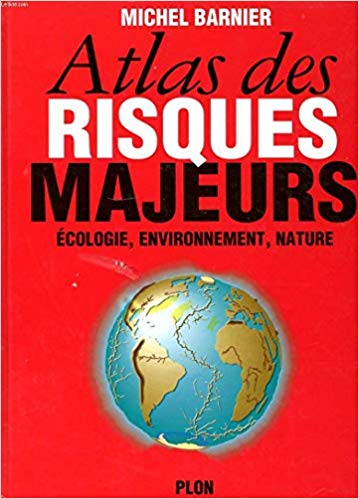 MICHEL BARNIER
Atlas des
RISQUES
MAJEURS
ÉCOLOGIE, ENVIRONNEMENT, NATURE
PLON